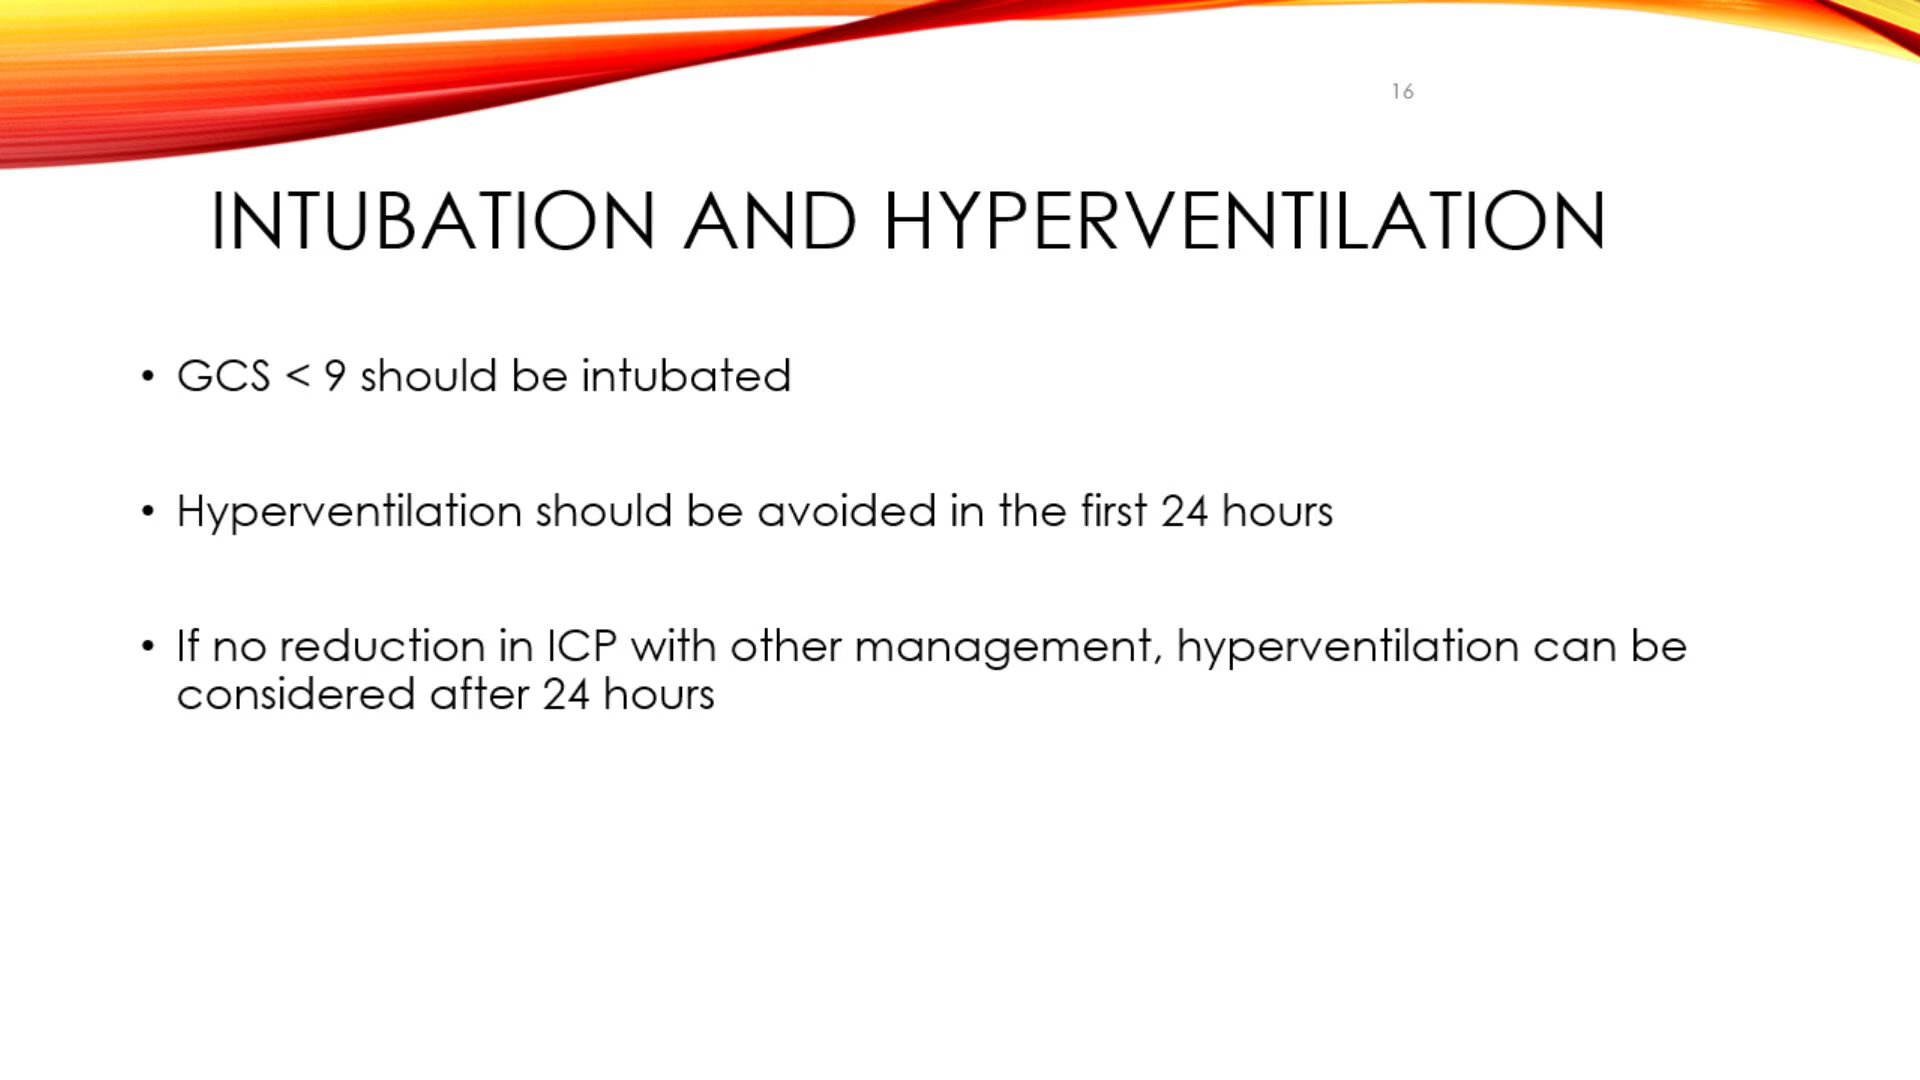 16
INTUBATION AND HYPERVENTILATION
• GCS < 9 should be intubated
• Hyperventilation should be avoided in the first 24 hours
• If no reduction in ICP with other management, hyperventilation can be
considered after 24 hours